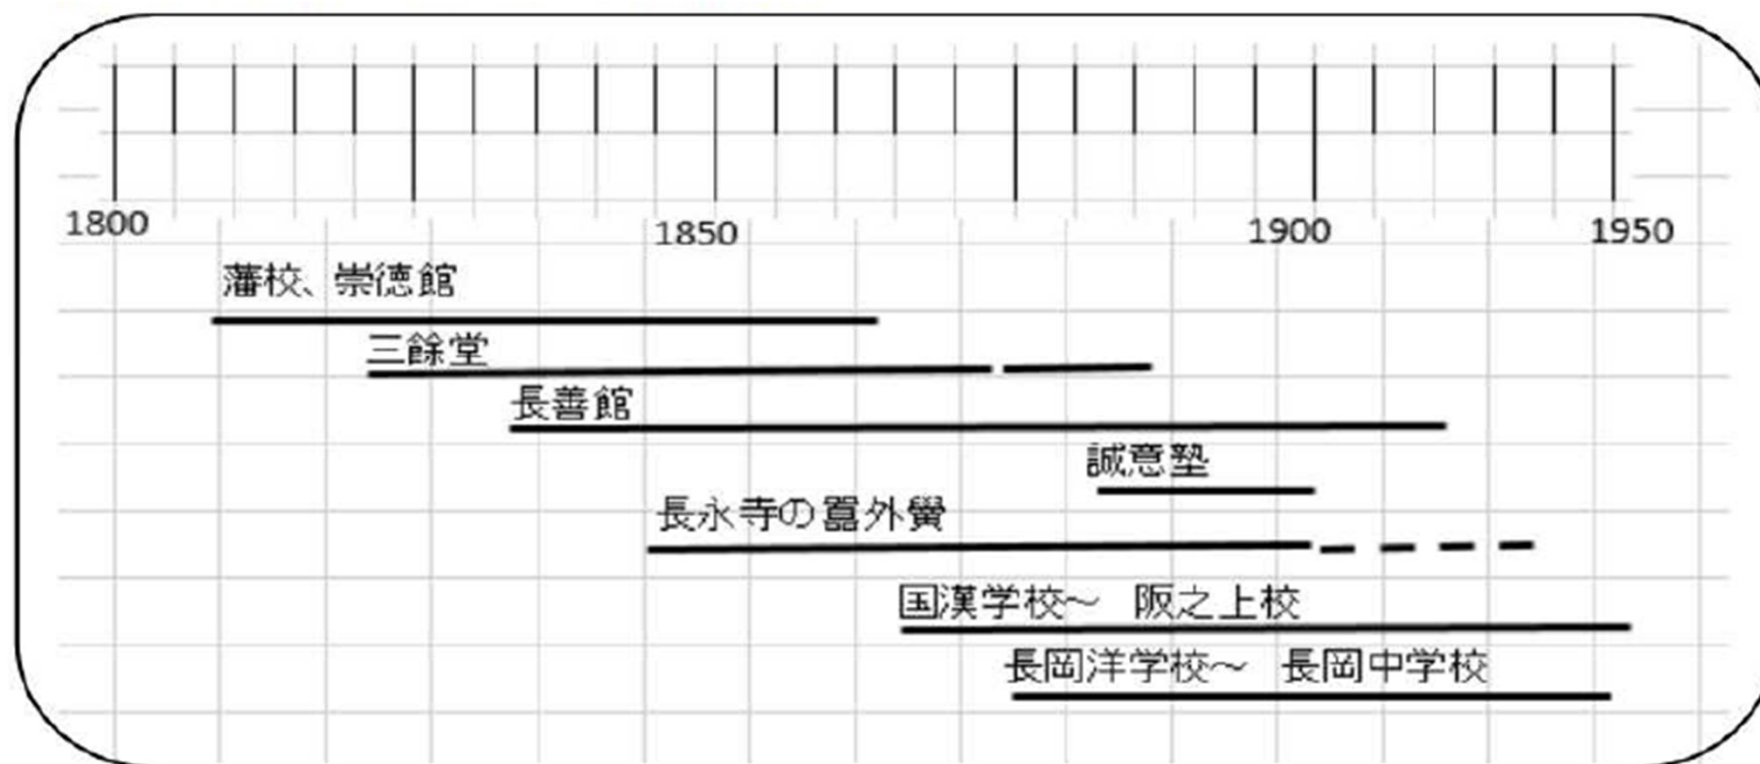 1800 1850 1900 1950
藩校、崇徳館
三餘堂
長善館
誠意塾
長永寺の囂外黌
国漢学校～ 阪之上校
長岡洋学校～ 長岡中学校